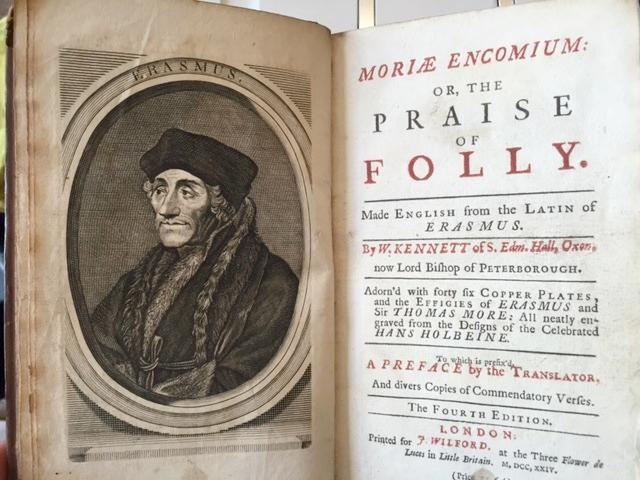 ERASMUS.
MORIÆ ENCOMIUM:
OR, THE
PRAISE
OF
FOLLY.
Made ENGLISH from the LATIN of
ERASMUS.
By W. KENNETT of S. Edm. Hall, Oxon,
now Lord Biſhop of PETERBOROUGH.
Adorn'd with forty ſix COPPER PLATES,
and the EFFIGIES of ERASMUS and
Sir THOMAS MORE: All neatly en-
graved from the Deſigns of the Celebrated
HANS HOLBEINE.
To which is prefix'd,
A PREFACE by the TRANSLATOR,
And divers Copies of Commendatory Verſes.
The FOURTH EDITION.
LONDON:
Printed for J. WILFORD, at the Three Flower de
Luces in Little Britain. M, DCC, XXIV.
(Price